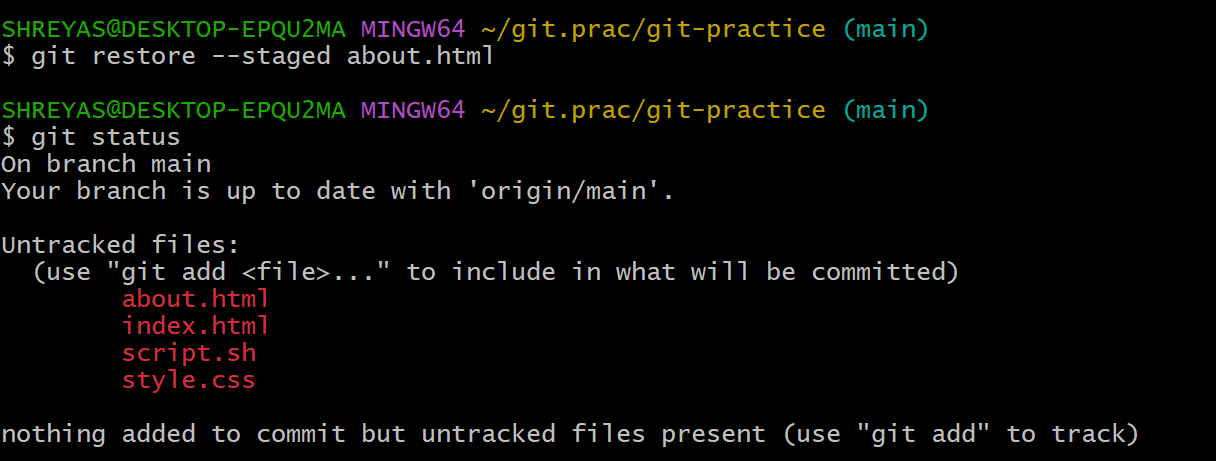 SHREYAS@DESKTOP-EPQU2MA MINGW64 ~/git.prac/git-practice (main)
$ git restore --staged about.html
SHREYAS@DESKTOP-EPQU2MA MINGW64 ~/git.prac/git-practice (main)
$ git status
On branch main
Your branch is up to date with 'origin/main'.
Untracked files:
  (use "git add <file>..." to include in what will be committed)
        about.html
        index.html
        script.sh
        style.css
nothing added to commit but untracked files present (use "git add" to track)